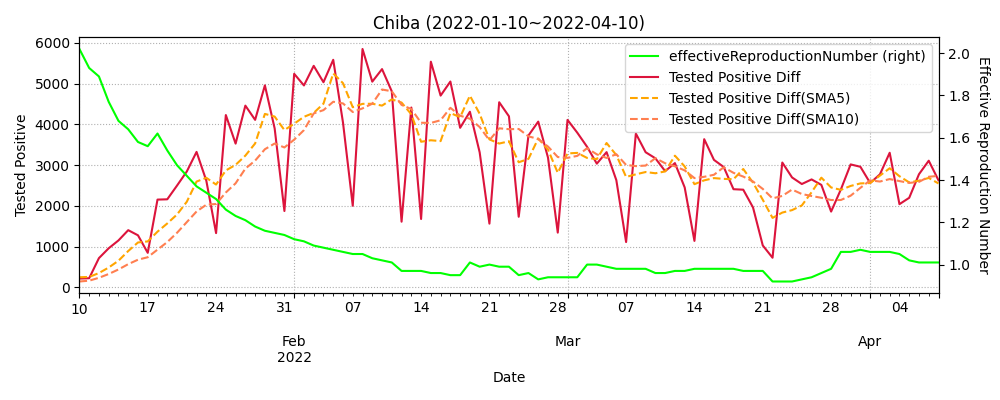 Chiba (2022-01-10~2022-04-10)
effectiveReproductionNumber (right)
Tested Positive Diff
Tested Positive Diff(SMA5)
Tested Positive Diff(SMA10)
Tested Positive
6000
5000
4000
3000
2000
1000
0
Effective Reproduction Number
2.0
1.8
1.6
1.4
1.2
1.0
10 17 24 31 07 14 21 28 07 14 21 28 04
Feb Mar Apr
2022
Date